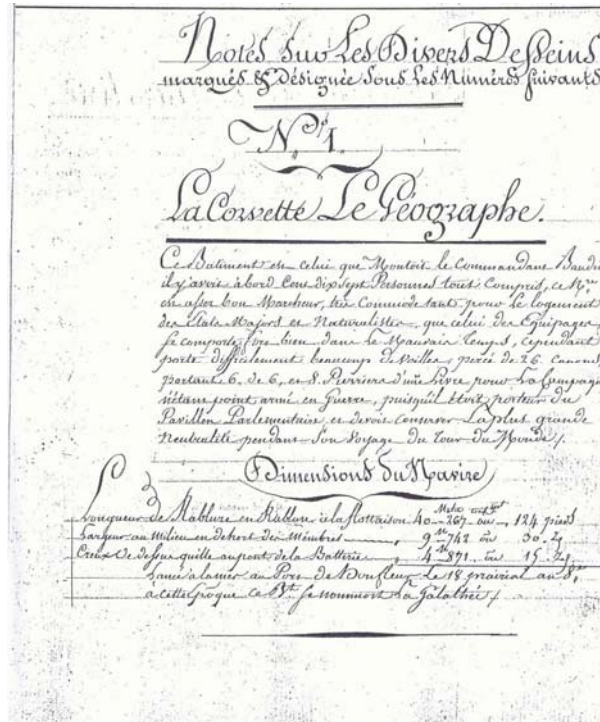 Notes sur Les Divers Desseins
marqués & Désignée sous Les Numéros suivants
N.º 1.
La Corvette Le Géographe.
Ce Batiment est celui que Montoit le Commandant Baudin
il y avoit à bord Cent dix sept Personnes tout Compris, ce N.re
est assez bon Marcheur, très Commode tant pour le logement
des Etats Majors et Naturalistes, que celui des Equipages,
se comporte très bien dans le Mauvais temps, cependant
porte difficilement beaucoup de Voilles, percé de 26 Canons
portant 6. de 6, et 8. Pierriers d'une Livre pour La Campagne
n'étant point armé en Guerre, puisqu'il étoit porteur du
Pavillon Parlementaire et devoit conserver La plus grande
Neutralité pendant Son Voyage du Tour du Monde /.
Dimensions du Navire
Longueur de Rablure en Rablure à la flottaison 40 - 267 ou, 124 pieds
Largeur au Milieu en dehors des Membres 9 - 742 ou 30 -
Creux de dessus quille au pont de la Batterie 4 - 871 ou 15 -
Lancé à la mer au Port de Honfleur Le 18 prairial an 8
à cette Epoque ce B.t se nommoit La Galathée /.